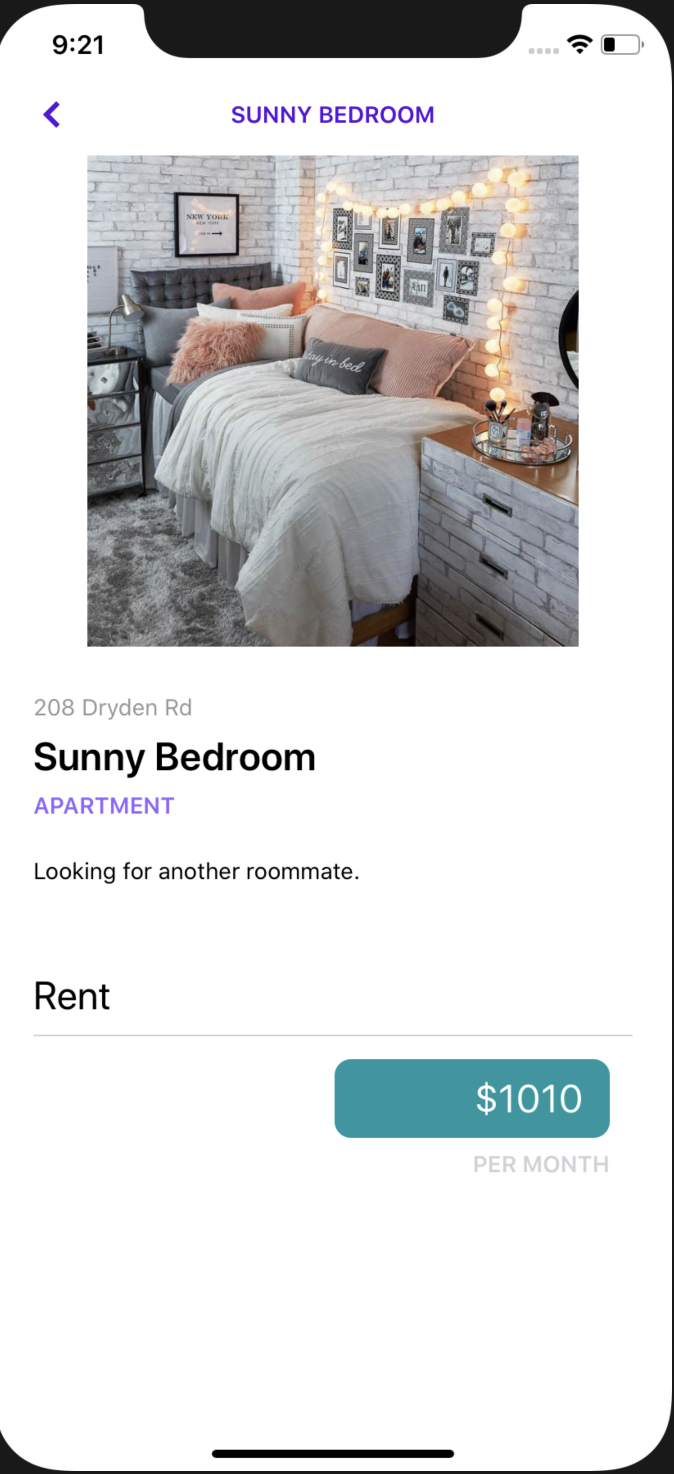 9:21
SUNNY BEDROOM
NEW YORK
stay in bed
208 Dryden Rd
Sunny Bedroom
APARTMENT
Looking for another roommate.
Rent
$1010
PER MONTH